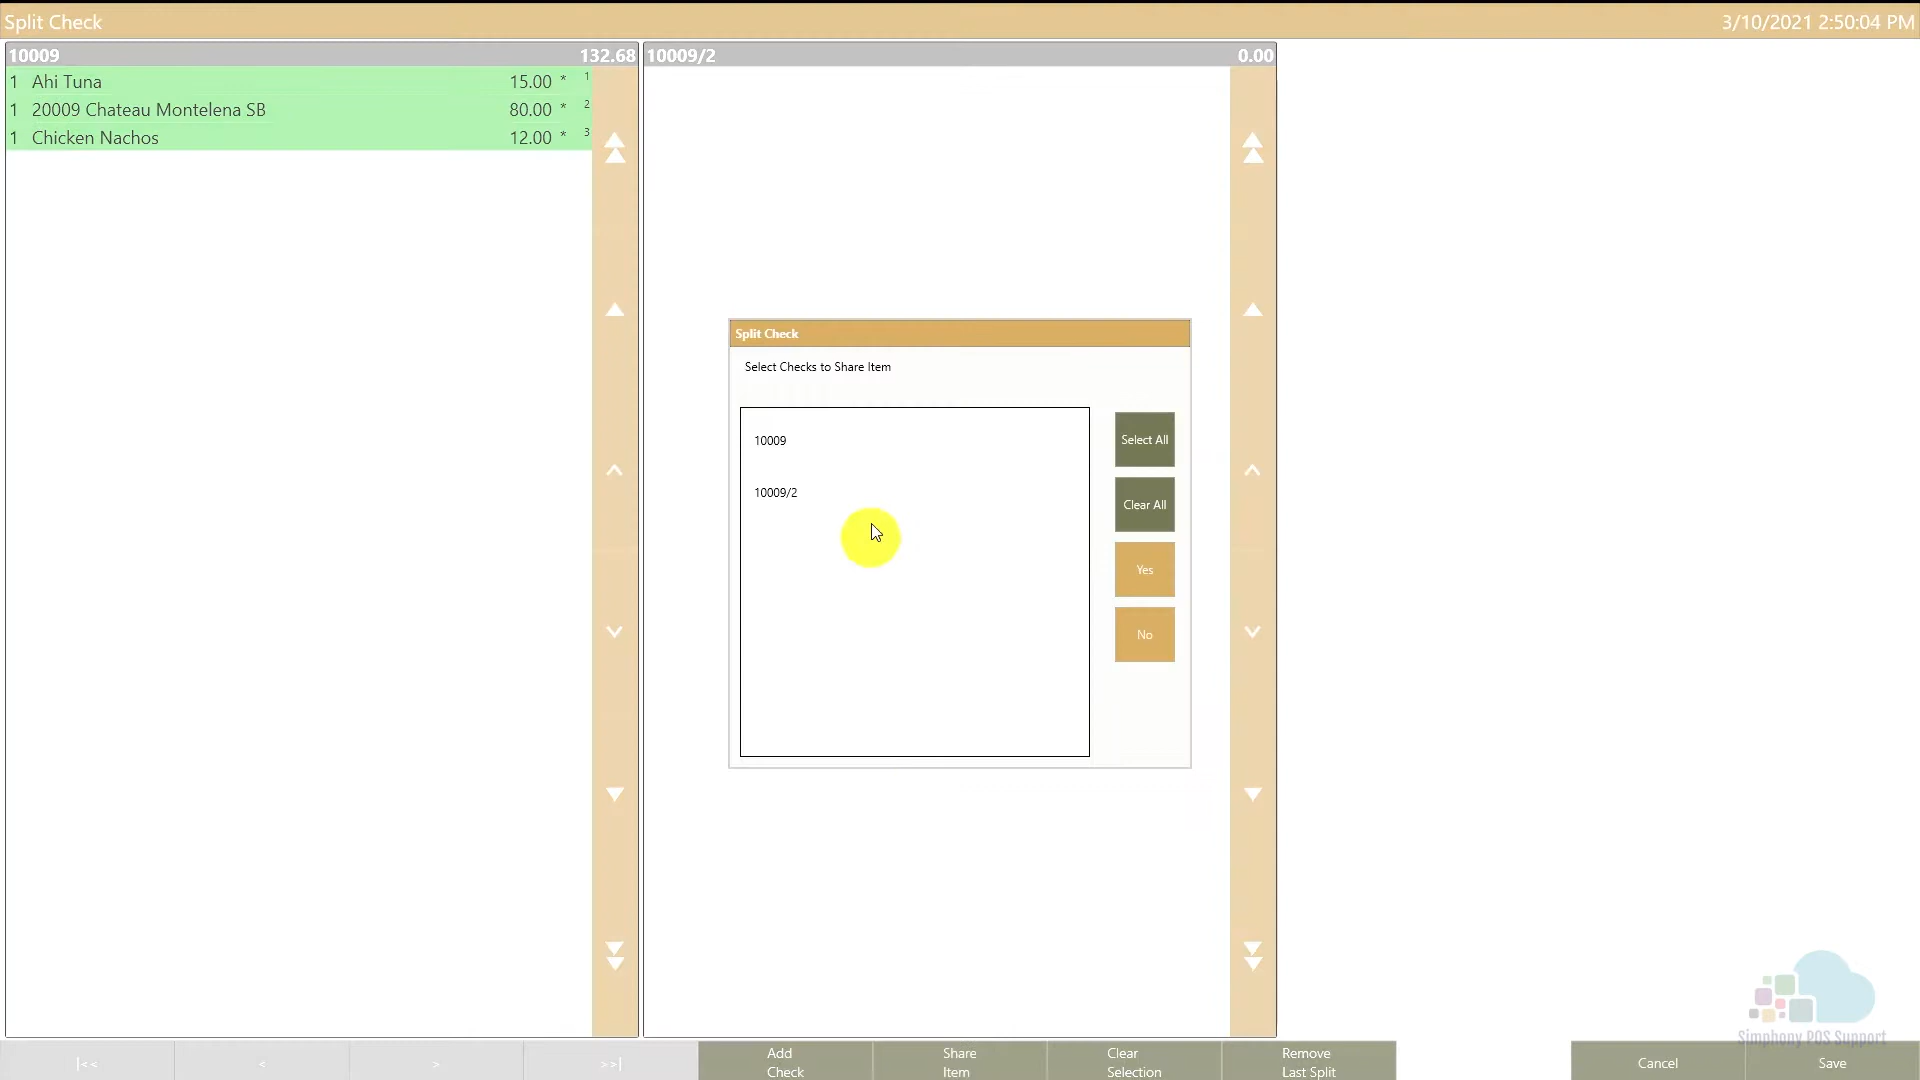 Split Check
3/10/2021 2:50:04 PM
10009 132.68
1 Ahi Tuna 15.00 * 1
1 20009 Chateau Montelena SB 80.00 * 2
1 Chicken Nachos 12.00 * 3
10009/2 0.00
Split Check
Select Checks to Share Item
10009
10009/2
Select All
Clear All
Yes
No
|<<
<
>
>>|
Add
Check
Share
Item
Clear
Selection
Remove
Last Split
Simphony POS Support
Cancel
Save